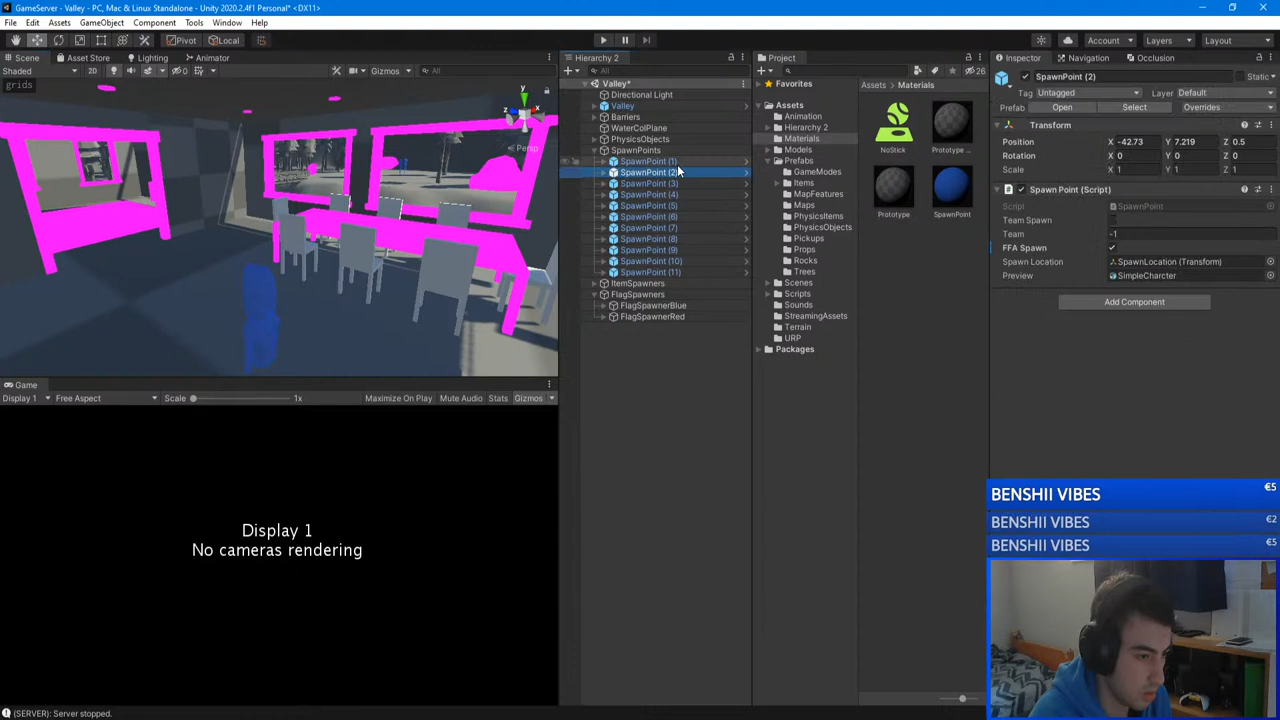 GameServer - Valley - PC, Mac & Linux Standalone - Unity 2020.2.4f1 Personal* <DX11>
File Edit Assets GameObject Component Tools Window Help
Pivot Local Account Layers Layout
Scene Asset Store Lighting Animator
Shaded 2D 0 Gizmos All
grids
y
x
z
Persp
Game
Display 1 Free Aspect Scale 1x Maximize On Play Mute Audio Stats Gizmos
Display 1
No cameras rendering
Hierarchy 2
All
Valley*
Directional Light
Valley
Barriers
WaterColPlane
PhysicsObjects
SpawnPoints
SpawnPoint (1)
SpawnPoint (2)
SpawnPoint (3)
SpawnPoint (4)
SpawnPoint (5)
SpawnPoint (6)
SpawnPoint (7)
SpawnPoint (8)
SpawnPoint (9)
SpawnPoint (10)
SpawnPoint (11)
ItemSpawners
FlagSpawners
FlagSpawnerBlue
FlagSpawnerRed
Project
26
Favorites
Assets
Animation
Hierarchy 2
Materials
Models
Prefabs
GameModes
Items
MapFeatures
Maps
PhysicsItems
PhysicsObjects
Pickups
Props
Rocks
Trees
Scenes
Scripts
Sounds
StreamingAssets
Terrain
URP
Packages
Assets > Materials
NoStick
Prototype ...
Prototype
SpawnPoint
Inspector Navigation Occlusion
SpawnPoint (2) Static
Tag Untagged Layer Default
Prefab Open Select Overrides
Transform
Position X -42.73 Y 7.219 Z 0.5
Rotation X 0 Y 0 Z 0
Scale X 1 Y 1 Z 1
Spawn Point (Script)
Script SpawnPoint
Team Spawn
Team -1
FFA Spawn
Spawn Location SpawnLocation (Transform)
Preview SimpleCharcter
Add Component
BENSHII VIBES €5
BENSHII VIBES €2
BENSHII VIBES €5
(SERVER): Server stopped.